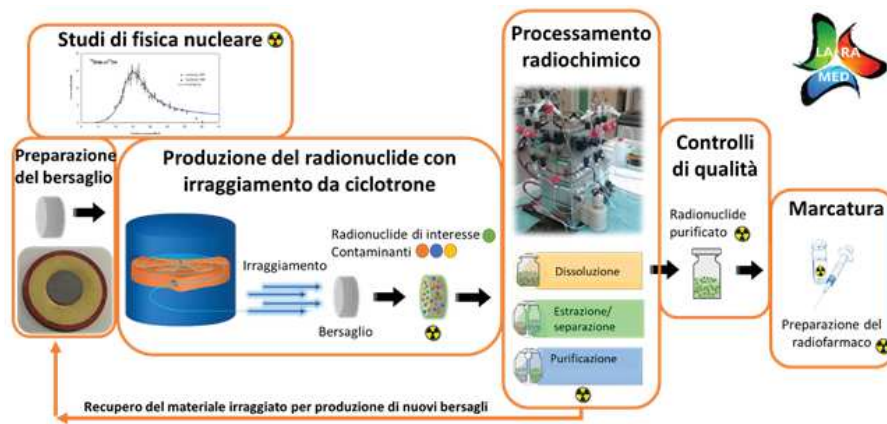 Studi di fisica nucleare
Preparazione
del bersaglio
Produzione del radionuclide con
irraggiamento da ciclotrone
Irraggiamento
Radionuclide di interesse
Contaminanti
Bersaglio
Processamento
radiochimico
Dissoluzione
Estrazione/
separazione
Purificazione
Controlli
di qualità
Radionuclide
purificato
Marcatura
Preparazione del
radiofarmaco
LA RA
MED
Recupero del materiale irraggiato per produzione di nuovi bersagli